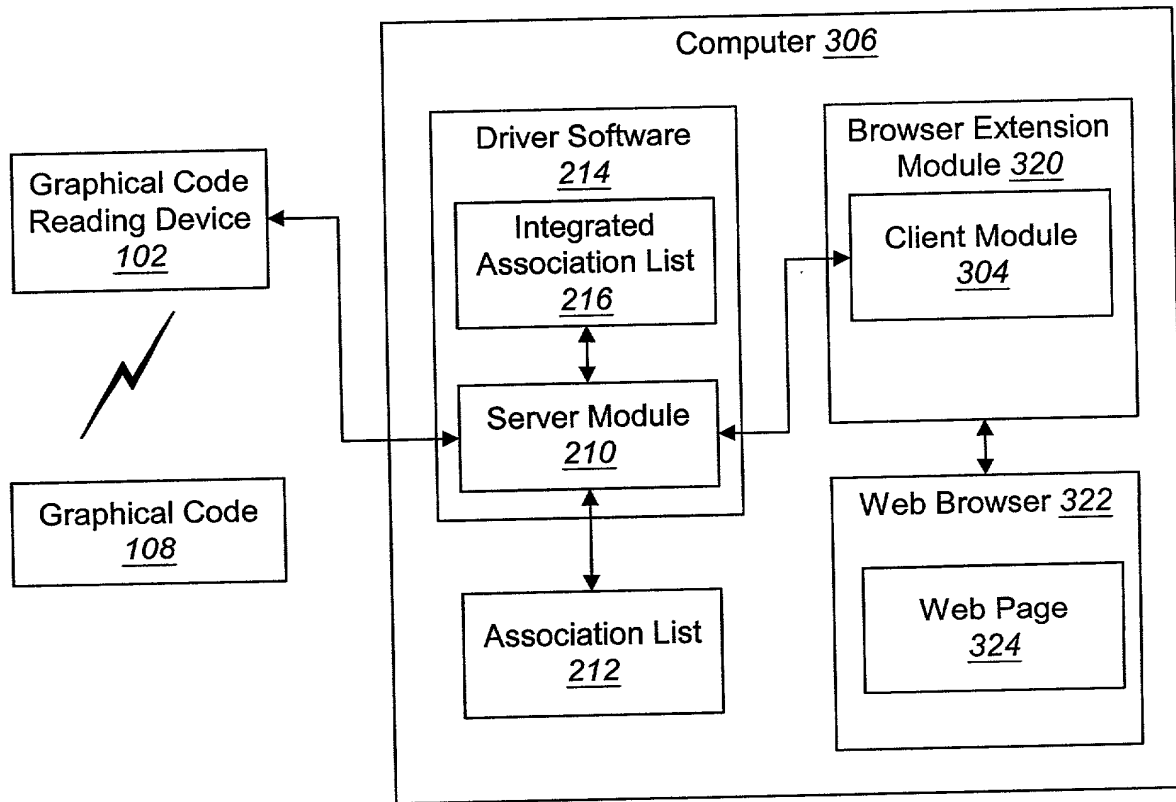 Computer 306
Driver Software
214
Integrated
Association List
216
Server Module
210
Association List
212
Browser Extension
Module 320
Client Module
304
Web Browser 322
Web Page
324
Graphical Code
Reading Device
102
Graphical Code
108